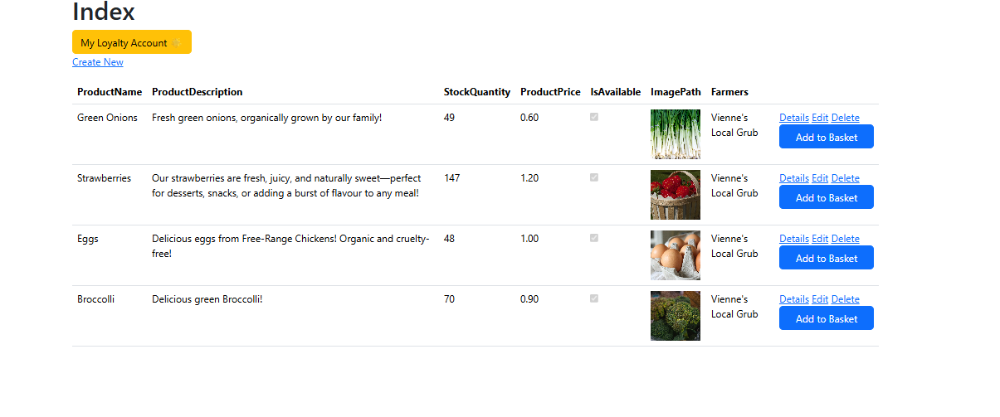 Index
My Loyalty Account
Create New
ProductName ProductDescription StockQuantity ProductPrice IsAvailable ImagePath Farmers
Green Onions Fresh green onions, organically grown by our family! 49 0.60 Vienne's Details Edit Delete
Local Grub Add to Basket
Strawberries Our strawberries are fresh, juicy, and naturally sweet—perfect 147 1.20 Vienne's Details Edit Delete
for desserts, snacks, or adding a burst of flavour to any meal! Local Grub Add to Basket
Eggs Delicious eggs from Free-Range Chickens! Organic and cruelty- 48 1.00 Vienne's Details Edit Delete
free! Local Grub Add to Basket
Broccolli Delicious green Broccolli! 70 0.90 Vienne's Details Edit Delete
Local Grub Add to Basket